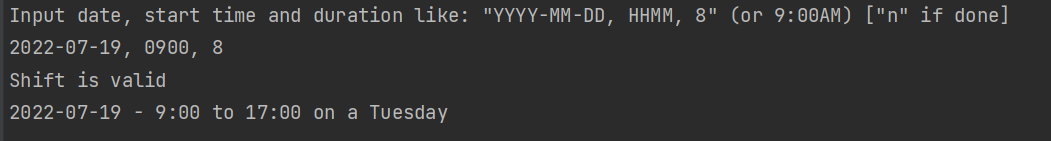 Input date, start time and duration like: "YYYY-MM-DD, HHMM, 8" (or 9:00AM) ["n" if done]
2022-07-19, 0900, 8
Shift is valid
2022-07-19 - 9:00 to 17:00 on a Tuesday